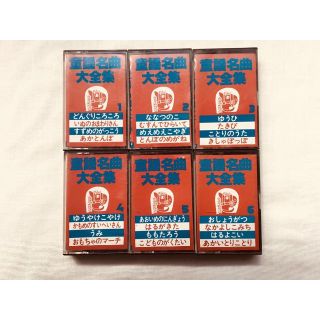 童謡名曲
大全集
1
どんぐりころころ
いぬのおまわりさん
すずめのがっこう
あかとんぼ
童謡名曲
大全集
2
ななつのこ
むすんでひらいて
めえめえこやぎ
とんぼのめがね
童謡名曲
大全集
3
ゆうひ
たきび
ことりのうた
きしゃぽっぽ
童謡名曲
大全集
4
ゆうやけこやけ
かもめのすいへいさん
うみ
おもちゃのマーチ
童謡名曲
大全集
5
あおいめのにんぎょう
はるがきた
ももたろう
こどものがくたい
童謡名曲
大全集
6
おしょうがつ
なかよしこみち
はるよこい
あかいとりことり